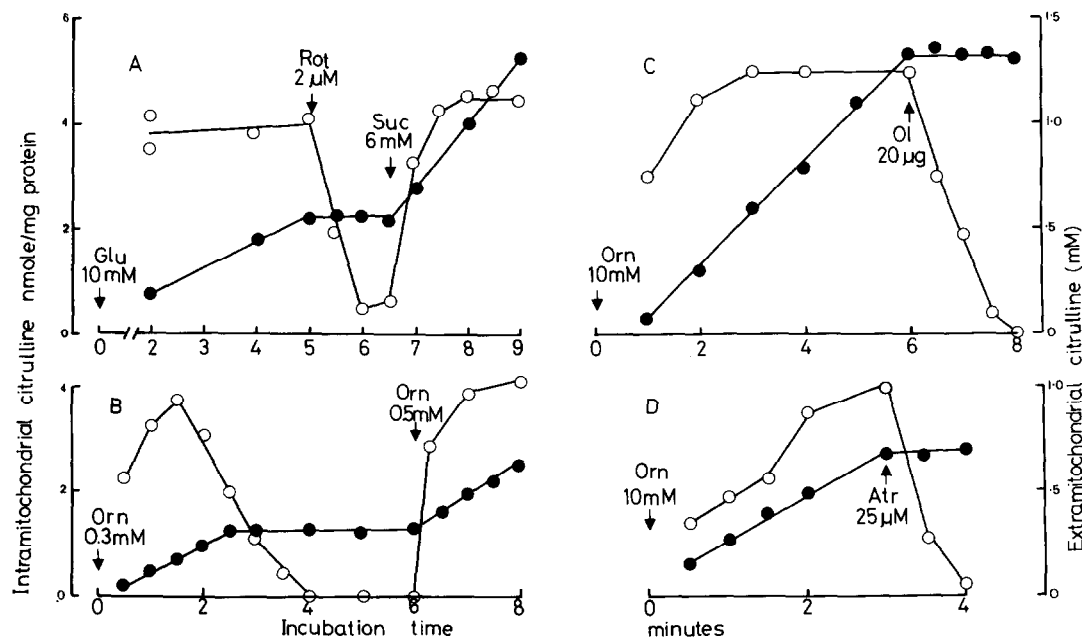 Intramitochondrial citrulline nmole/mg protein
6
4
2
0
A
Rot
2 µM
Suc
6 mM
Glu
10 mM
0 2 3 4 5 6 7 8 9
C
Ol
20 µg
Orn
10 mM
0 2 4 6 8
1·5
1·0
·5
0
Extramitochondrial citrulline (mM)
4
2
0
B
Orn
0.3mM
Orn
0.5mM
0 2 4 6 8
Incubation time
D
Orn
10mM
Atr
25 µM
0 2 4
minutes
1.0
.5
0